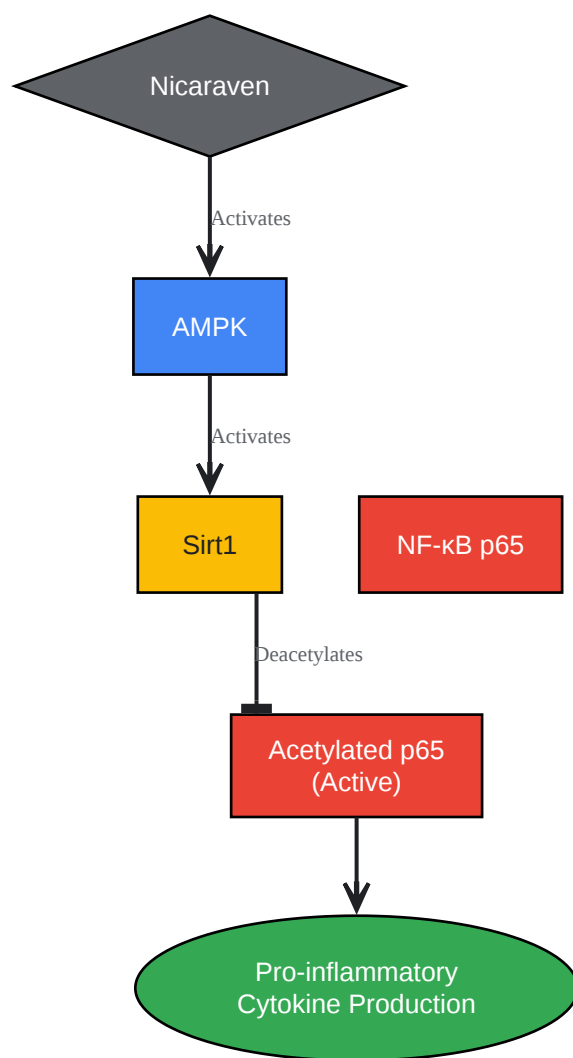 Nicaraven
Activates
AMPK
Activates
Sirt1
NF-κB p65
Deacetylates
Acetylated p65
(Active)
Pro-inflammatory
Cytokine Production